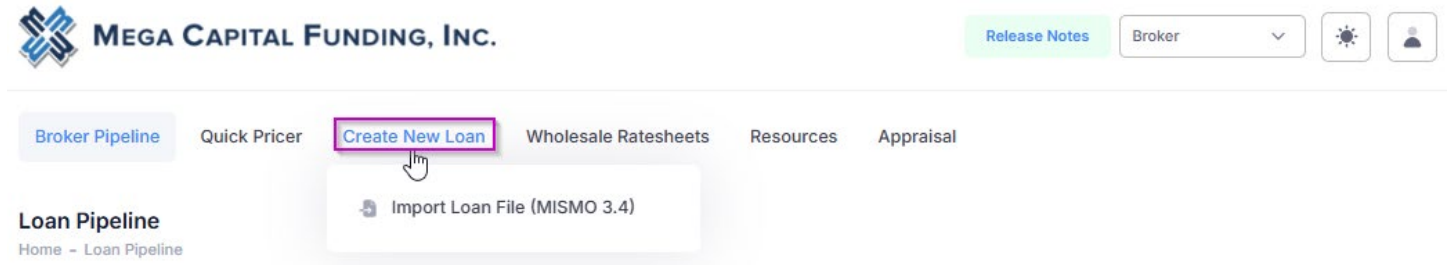 MEGA CAPITAL FUNDING, INC.
Release Notes
Broker
Broker Pipeline Quick Pricer Create New Loan Wholesale Ratesheets Resources Appraisal
Import Loan File (MISMO 3.4)
Loan Pipeline
Home - Loan Pipeline